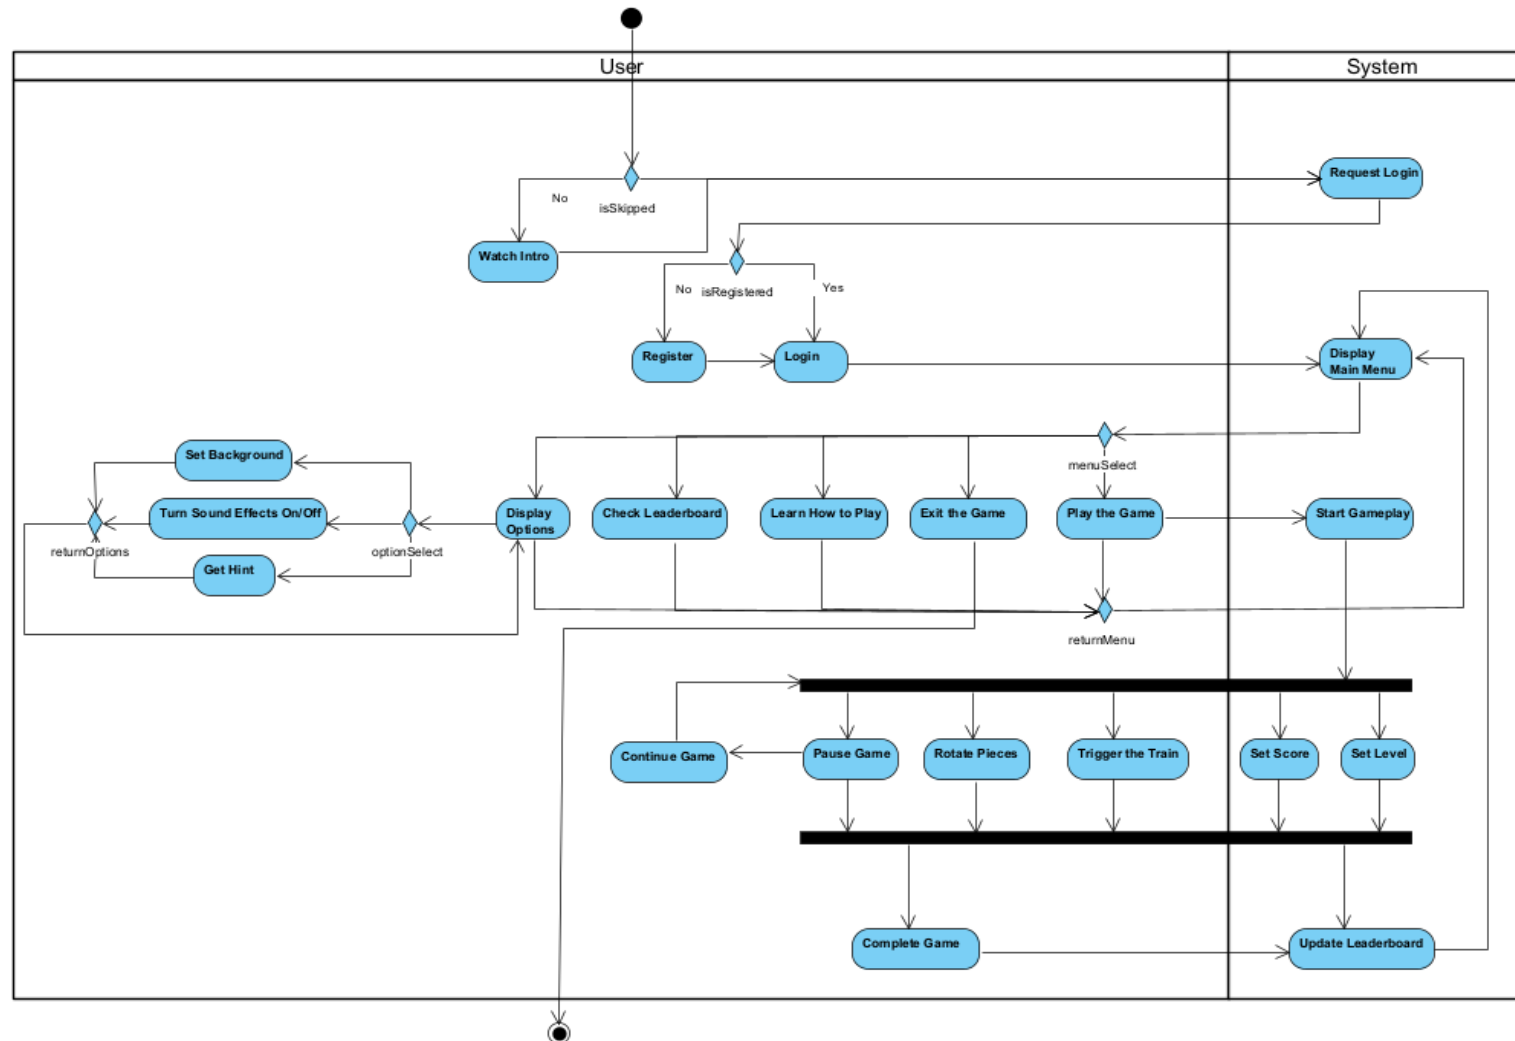 User
System
Request Login
No
isSkipped
Watch Intro
No
isRegistered
Yes
Register
Login
Display
Main Menu
menuSelect
Set Background
Turn Sound Effects On/Off
Get Hint
returnOptions
optionSelect
Display
Options
Check Leaderboard
Learn How to Play
Exit the Game
Play the Game
Start Gameplay
returnMenu
Continue Game
Pause Game
Rotate Pieces
Trigger the Train
Set Score
Set Level
Complete Game
Update Leaderboard